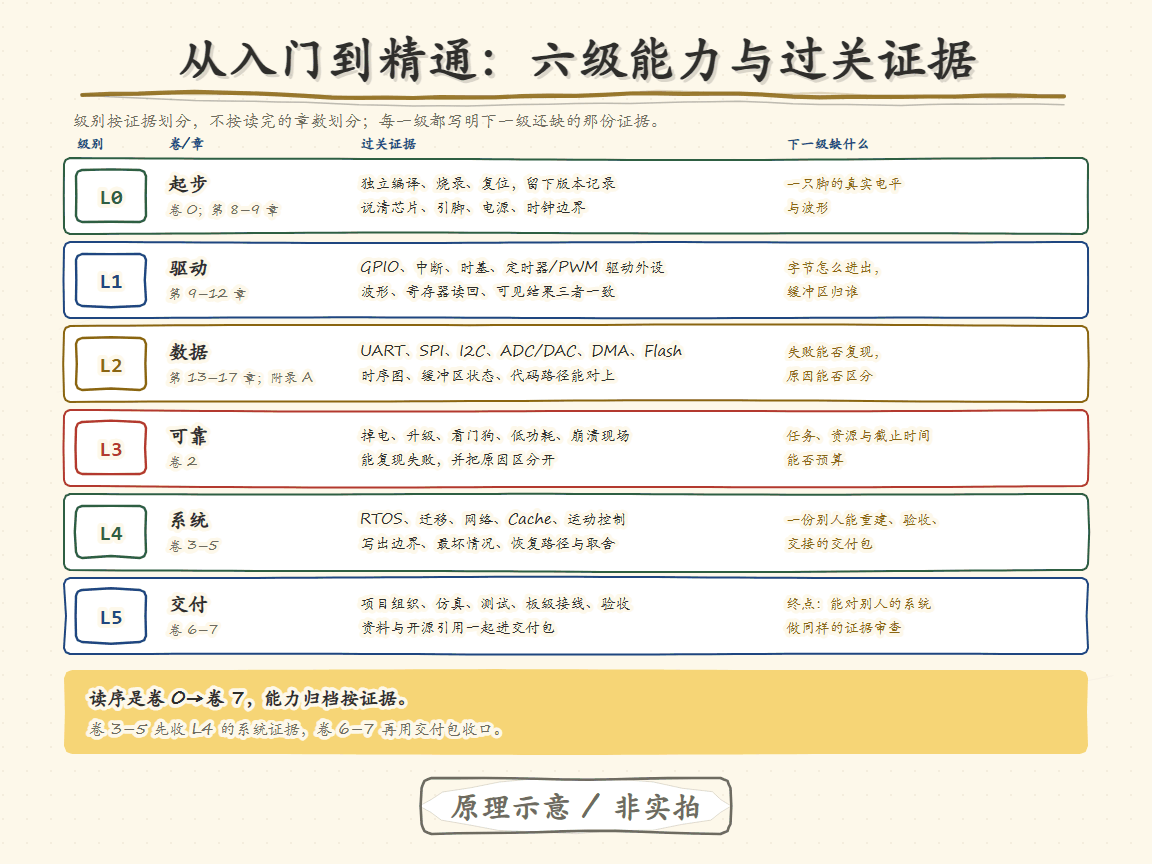 从入门到精通：六级能力与过关证据
级别按证据划分，不按读完的章数划分；每一级都写明下一级还缺的那份证据。
级别 卷/章 过关证据 下一级缺什么
L0
起步
卷 0；第 8—9 章
独立编译、烧录、复位，留下版本记录
说清芯片、引脚、电源、时钟边界
一只脚的真实电平
与波形
L1
驱动
第 9—12 章
GPIO、中断、时基、定时器/PWM 驱动外设
波形、寄存器读回、可见结果三者一致
字节怎么进出，
缓冲区归谁
L2
数据
第 13—17 章；附录 A
UART、SPI、I2C、ADC/DAC、DMA、Flash
时序图、缓冲区状态、代码路径能对上
失败能否复现，
原因能否区分
L3
可靠
卷 2
掉电、升级、看门狗、低功耗、崩溃现场
能复现失败，并把原因区分开
任务、资源与截止时间
能否预算
L4
系统
卷 3—5
RTOS、迁移、网络、Cache、运动控制
写出边界、最坏情况、恢复路径与取舍
一份别人能重建、验收、
交接的交付包
L5
交付
卷 6—7
项目组织、仿真、测试、板级接线、验收
资料与开源引用一起进交付包
终点：能对别人的系统
做同样的证据审查
读序是卷 0→卷 7，能力归档按证据。
卷 3—5 先收 L4 的系统证据，卷 6—7 再用交付包收口。
原理示意 / 非实拍